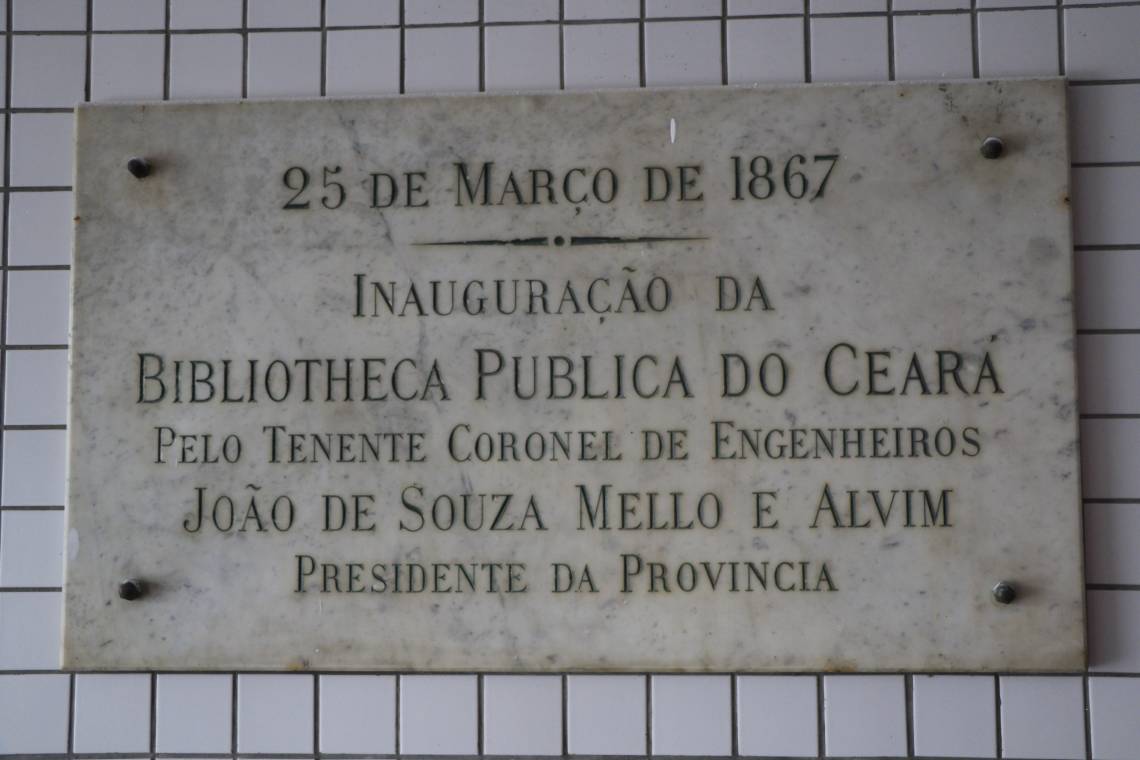 25 DE MARÇO DE 1867
INAUGURAÇÃO DA
BIBLIOTHECA PUBLICA DO CEARÁ
PELO TENENTE CORONEL DE ENGENHEIROS
JOÃO DE SOUZA MELLO E ALVIM
PRESIDENTE DA PROVINCIA